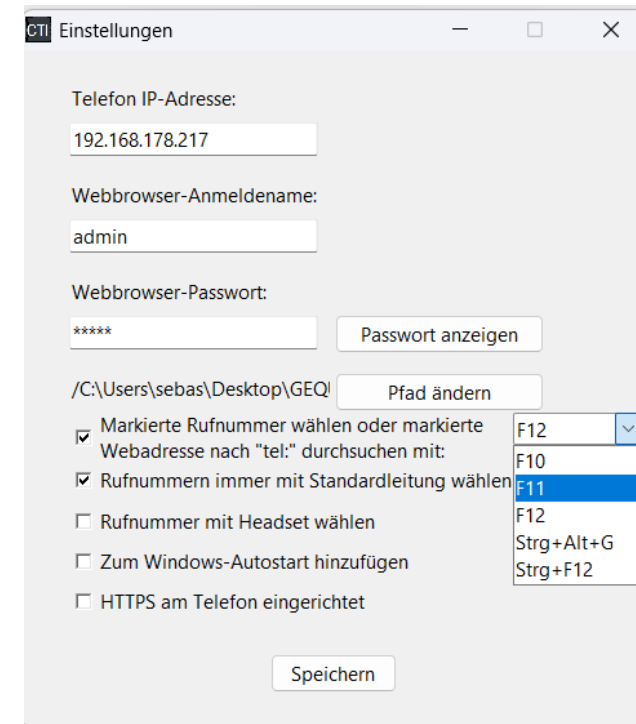 CTI Einstellungen
Telefon IP-Adresse:
192.168.178.217
Webbrowser-Anmeldename:
admin
Webbrowser-Passwort:
*****
Passwort anzeigen
/C:\Users\sebas\Desktop\GEQ
Pfad ändern
Markierte Rufnummer wählen oder markierte
Webadresse nach "tel:" durchsuchen mit:
F12
F10
F11
F12
Strg+Alt+G
Strg+F12
Rufnummern immer mit Standardleitung wählen
Rufnummer mit Headset wählen
Zum Windows-Autostart hinzufügen
HTTPS am Telefon eingerichtet
Speichern